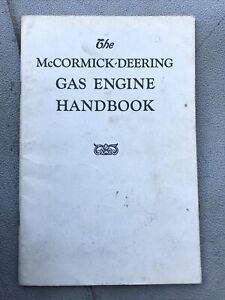 The
McCORMICK-DEERING
GAS ENGINE
HANDBOOK